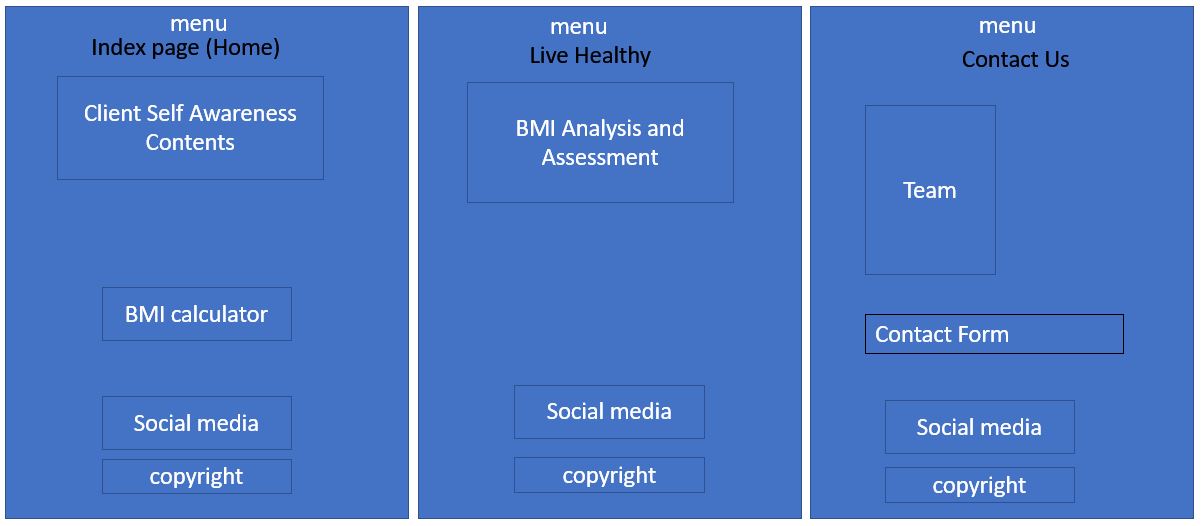 menu
Index page (Home)
Client Self Awareness
Contents
BMI calculator
Social media
copyright
menu
Live Healthy
BMI Analysis and
Assessment
Social media
copyright
menu
Contact Us
Team
Contact Form
Social media
copyright